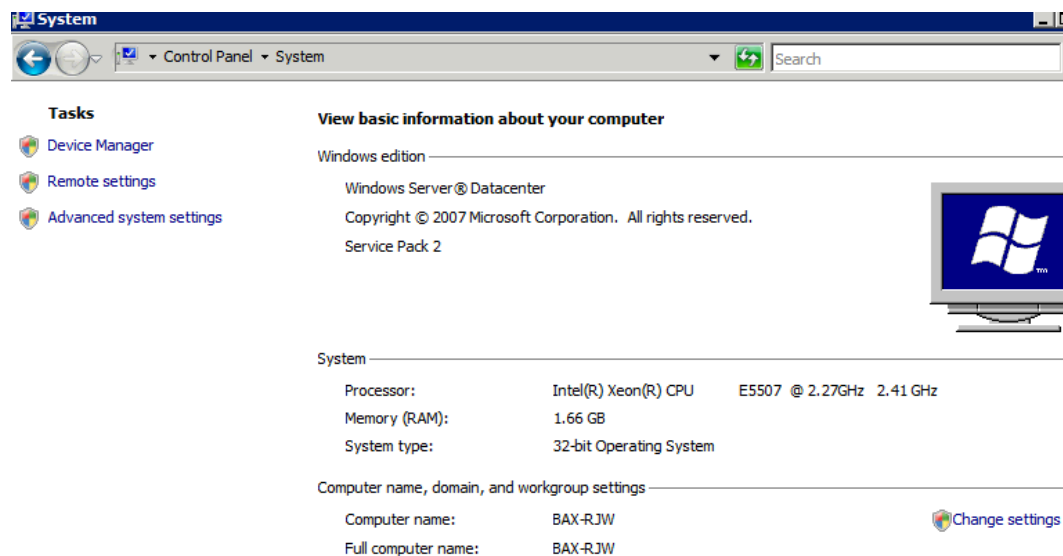 System
Control Panel ▾ System
Search
Tasks
Device Manager
Remote settings
Advanced system settings
View basic information about your computer
Windows edition
Windows Server® Datacenter
Copyright © 2007 Microsoft Corporation. All rights reserved.
Service Pack 2
TM
System
Processor: Intel(R) Xeon(R) CPU E5507 @ 2.27GHz 2.41 GHz
Memory (RAM): 1.66 GB
System type: 32-bit Operating System
Computer name, domain, and workgroup settings
Computer name: BAX-RJW
Change settings
Full computer name: BAX-RJW